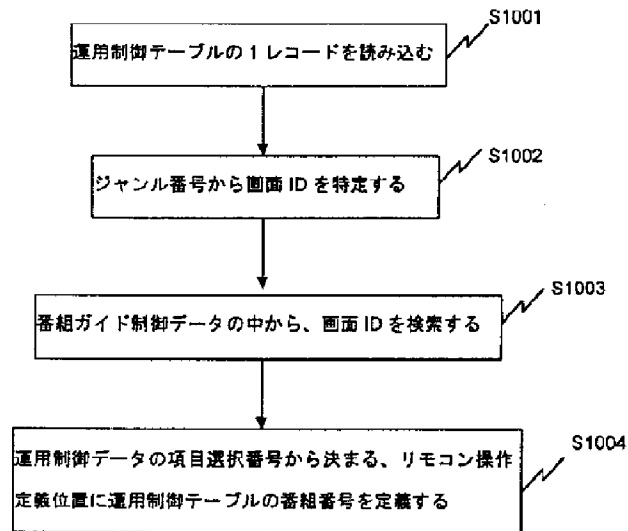 S1001
運用制御テーブルの1レコードを読み込む
S1002
ジャンル番号から画面IDを特定する
S1003
番組ガイド制御データの中から、画面IDを検索する
S1004
運用制御データの項目選択番号から決まる、リモコン操作
定義位置に運用制御テーブルの番組番号を定義する